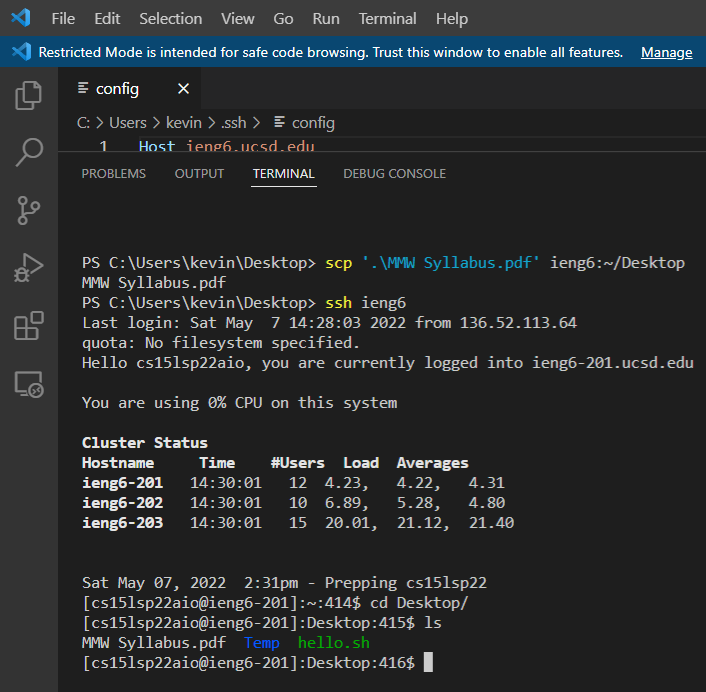 File Edit Selection View Go Run Terminal Help
Restricted Mode is intended for safe code browsing. Trust this window to enable all features. Manage
config
C: > Users > kevin > .ssh > config
1 Host ieng6.ucsd.edu
PROBLEMS OUTPUT TERMINAL DEBUG CONSOLE
PS C:\Users\kevin\Desktop> scp '.\MMW Syllabus.pdf' ieng6:~/Desktop
MMW Syllabus.pdf
PS C:\Users\kevin\Desktop> ssh ieng6
Last login: Sat May  7 14:28:03 2022 from 136.52.113.64
quota: No filesystem specified.
Hello cs15lsp22aio, you are currently logged into ieng6-201.ucsd.edu
You are using 0% CPU on this system
Cluster Status
Hostname     Time    #Users  Load  Averages
ieng6-201   14:30:01   12  4.23,   4.22,   4.31
ieng6-202   14:30:01   10  6.89,   5.28,   4.80
ieng6-203   14:30:01   15  20.01,  21.12,  21.40
Sat May 07, 2022  2:31pm - Prepping cs15lsp22
[cs15lsp22aio@ieng6-201]:~:414$ cd Desktop/
[cs15lsp22aio@ieng6-201]:Desktop:415$ ls
MMW Syllabus.pdf  Temp  hello.sh
[cs15lsp22aio@ieng6-201]:Desktop:416$